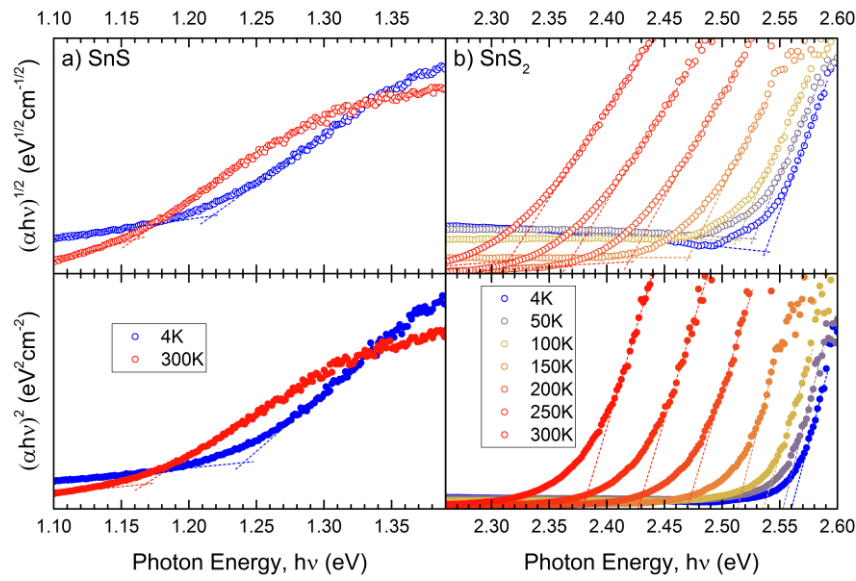 1.10 1.15 1.20 1.25 1.30 1.35
2.30 2.35 2.40 2.45 2.50 2.55 2.60
a) SnS
b) SnS₂
(αhν)^1/2 (eV^1/2cm^-1/2)
(αhν)² (eV²cm⁻²)
4K
300K
4K
50K
100K
150K
200K
250K
300K
1.10 1.15 1.20 1.25 1.30 1.35
2.30 2.35 2.40 2.45 2.50 2.55 2.60
Photon Energy, hν (eV)
Photon Energy, hν (eV)